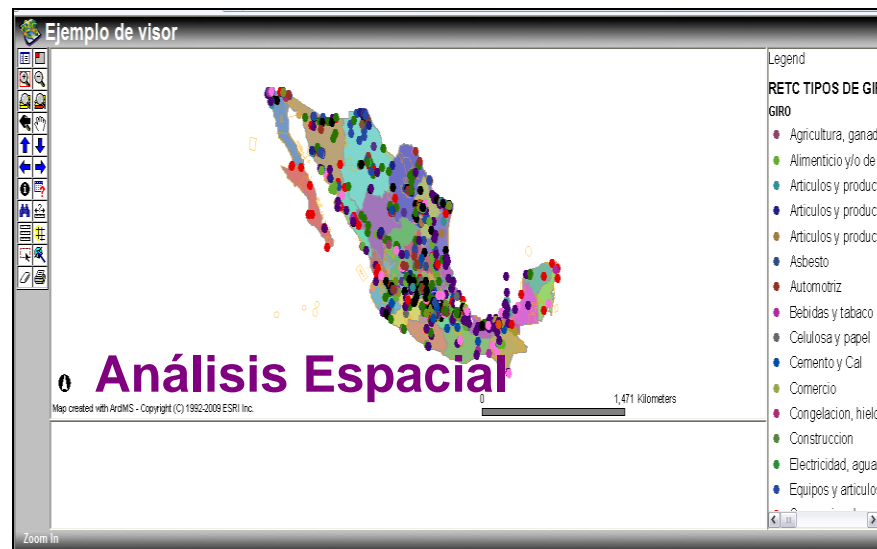 Ejemplo de visor
Legend
RETC TIPOS DE GI
GIRO
Agricultura, ganad
Alimenticio y/o de
Articulos y produc
Articulos y produc
Articulos y produc
Asbesto
Automotriz
Bebidas y tabaco
Celulosa y papel
Cemento y Cal
Comercio
Congelacion, hielo
Construccion
Electricidad, agua
Equipos y articulos
Análisis Espacial
0 1,471 Kilometers
Map created with ArcIMS - Copyright (C) 1992-2009 ESRI Inc.
Zoom In